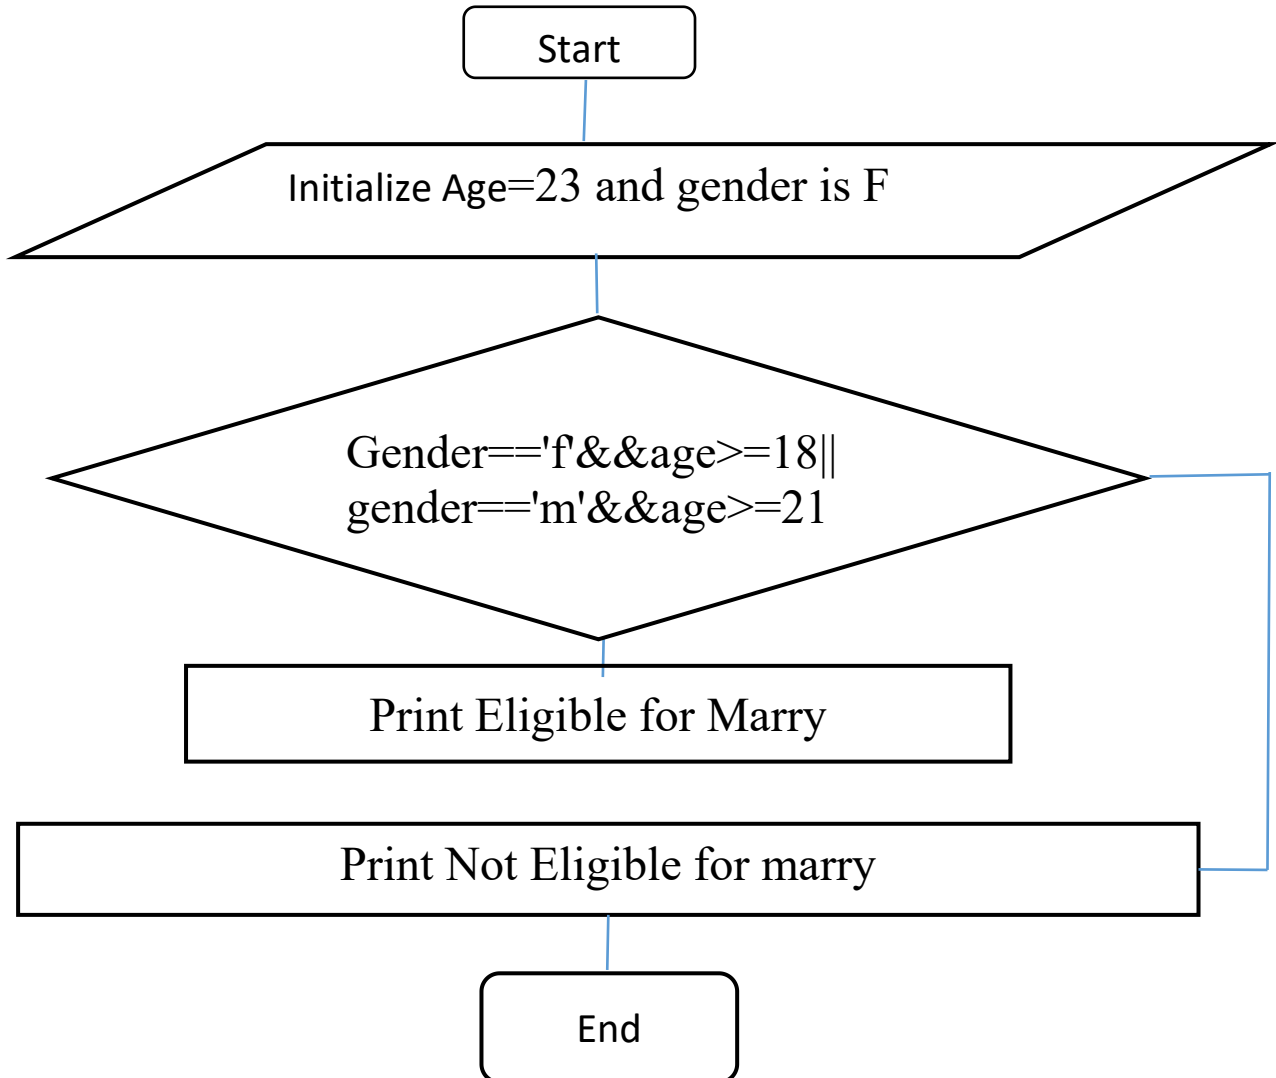 Start
Initialize Age=23 and gender is F
Gender=='f'&&age>=18||
gender=='m'&&age>=21
Print Eligible for Marry
Print Not Eligible for marry
End